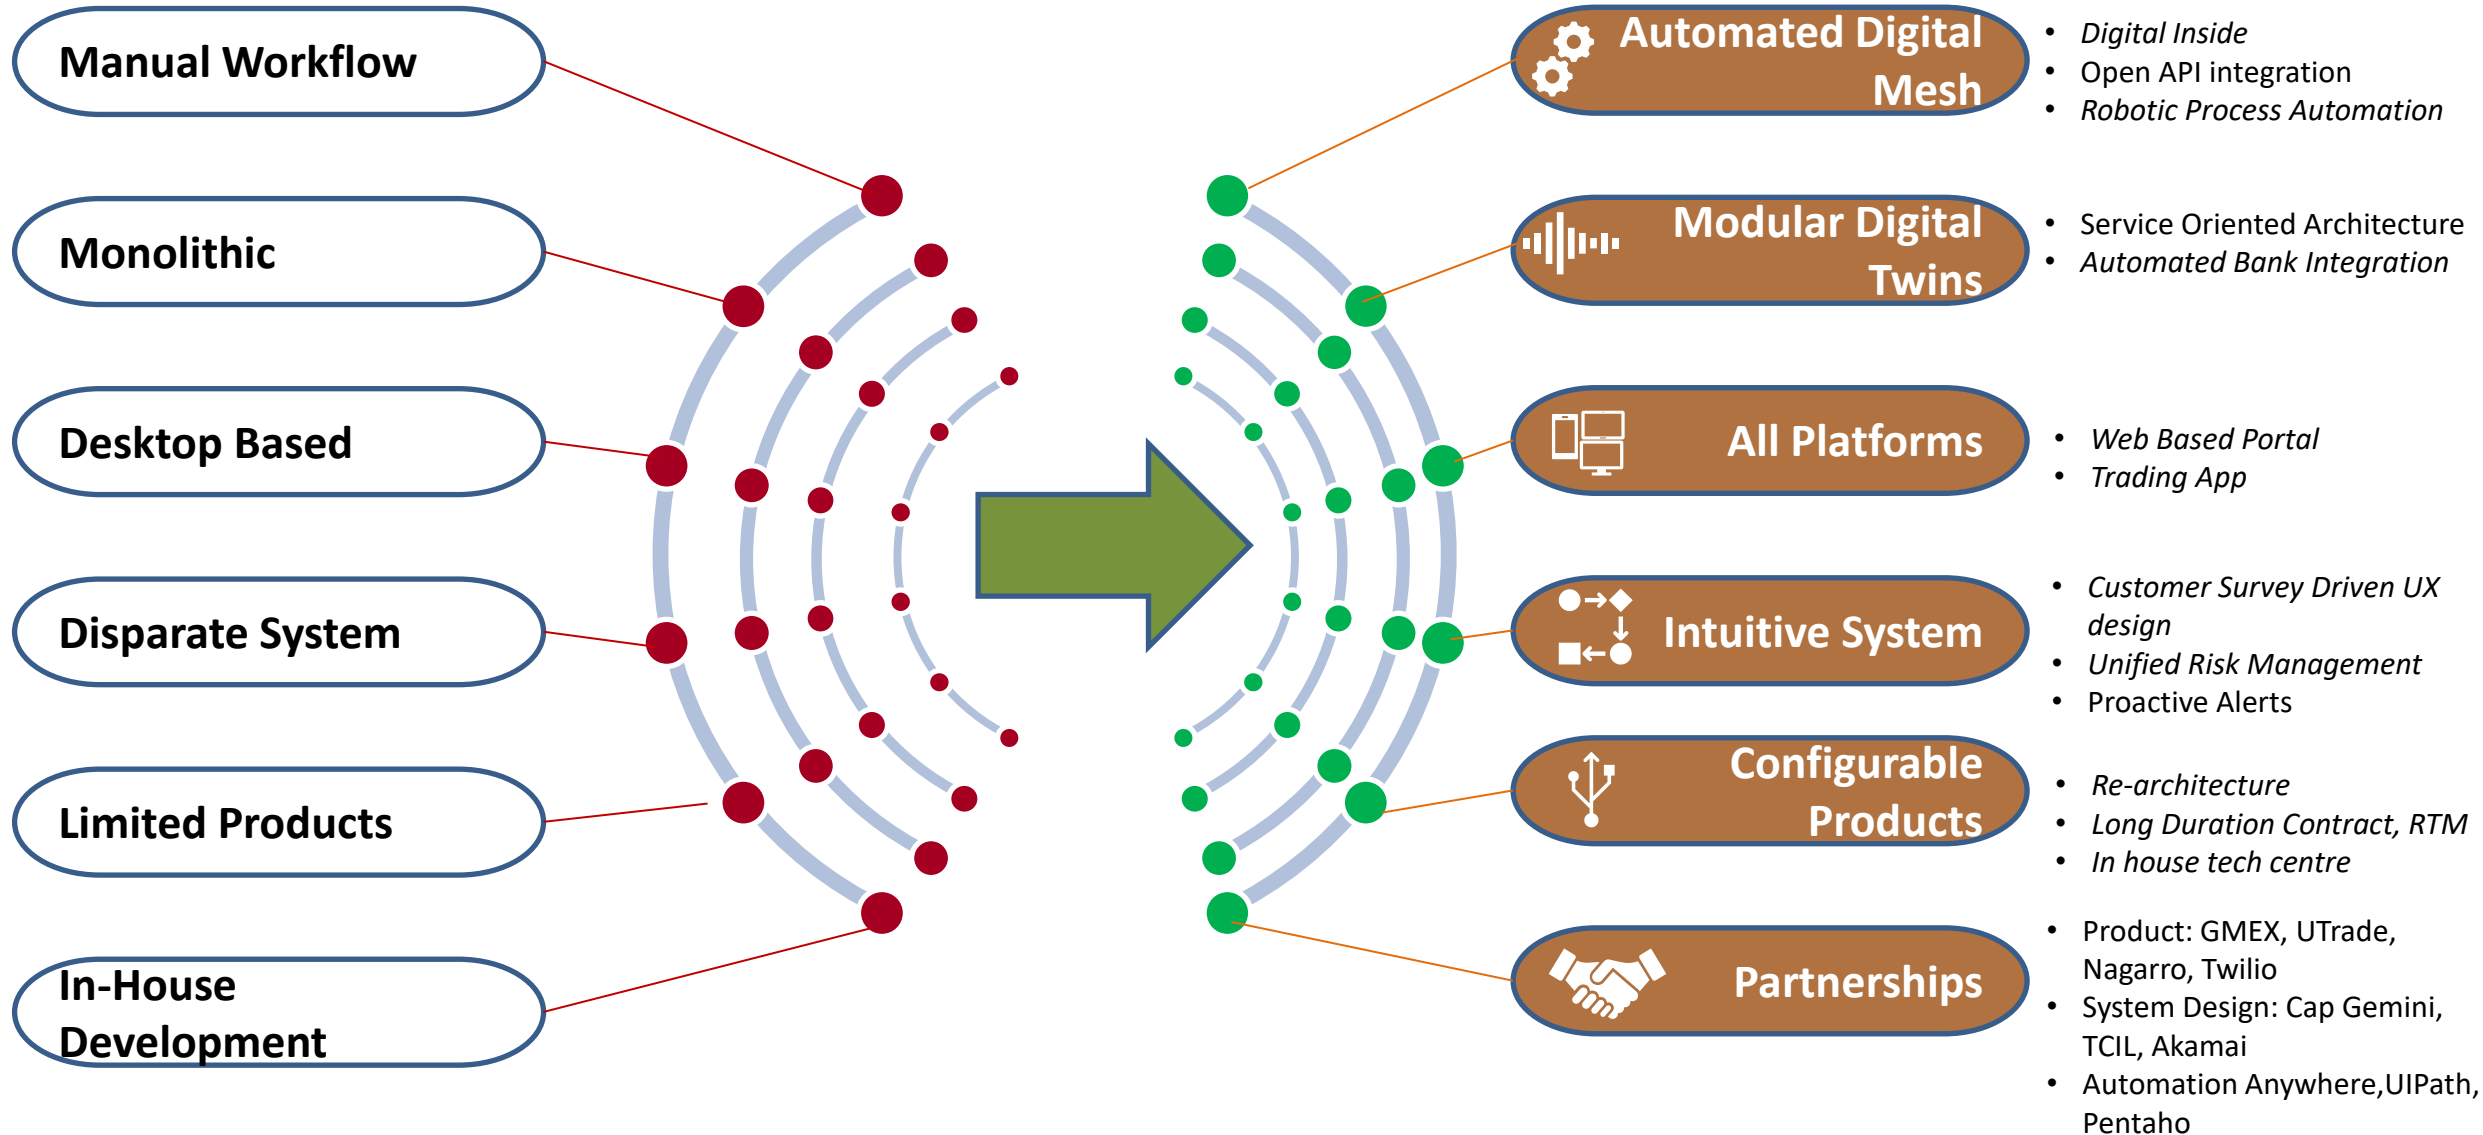 Manual Workflow
Monolithic
Desktop Based
Disparate System
Limited Products
In-House
Development
Automated Digital
Mesh
• Digital Inside
• Open API integration
• Robotic Process Automation
Modular Digital
Twins
• Service Oriented Architecture
• Automated Bank Integration
All Platforms
• Web Based Portal
• Trading App
Intuitive System
• Customer Survey Driven UX
design
• Unified Risk Management
• Proactive Alerts
Configurable
Products
• Re-architecture
• Long Duration Contract, RTM
• In house tech centre
Partnerships
• Product: GMEX, UTrade,
Nagarro, Twilio
• System Design: Cap Gemini,
TCIL, Akamai
• Automation Anywhere,UIPath,
Pentaho